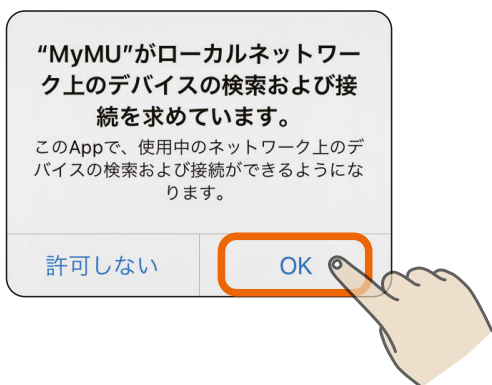 “MyMU”がローカルネットワー
ク上のデバイスの検索および接
続を求めています。
このAppで、使用中のネットワーク上のデ
バイスの検索および接続ができるようにな
ります。
許可しない
OK